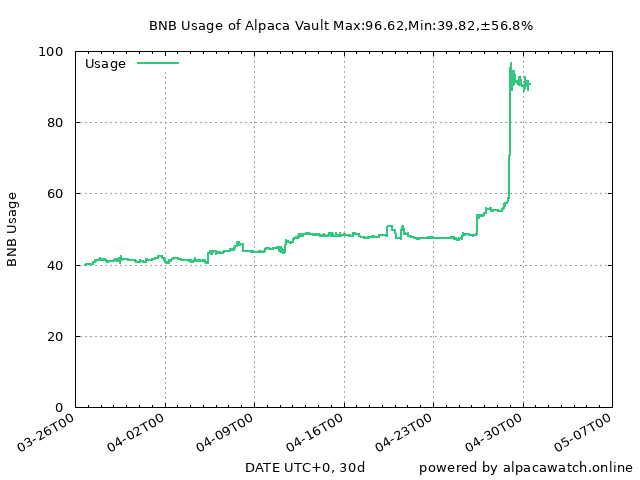 BNB Usage of Alpaca Vault Max:96.62,Min:39.82,±56.8%
Usage
BNB Usage
100
80
60
40
20
0
03-26T00
04-02T00
04-09T00
04-16T00
04-23T00
04-30T00
05-07T00
DATE UTC+0, 30d
powered by alpacawatch.online